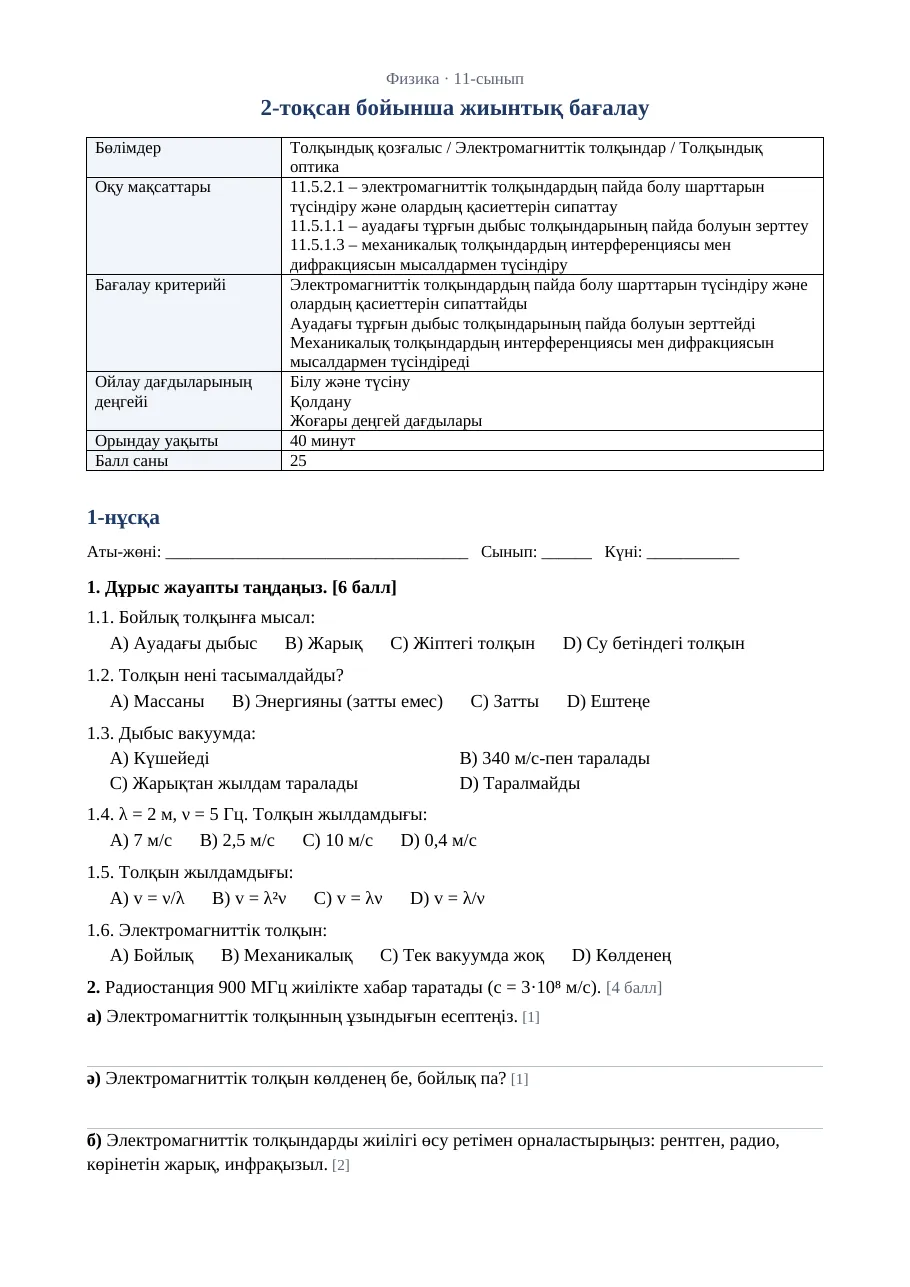 Физика · 11-сынып
2-тоқсан бойынша жиынтық бағалау
Бөлімдер
Толқындық қозғалыс / Электромагниттік толқындар / Толқындық
оптика
Оқу мақсаттары
11.5.2.1 – электромагниттік толқындардың пайда болу шарттарын
түсіндіру және олардың қасиеттерін сипаттау
11.5.1.1 – ауадағы тұрғын дыбыс толқындарының пайда болуын зерттеу
11.5.1.3 – механикалық толқындардың интерференциясы мен
дифракциясын мысалдармен түсіндіру
Бағалау критерийі
Электромагниттік толқындардың пайда болу шарттарын түсіндіру және
олардың қасиеттерін сипаттайды
Ауадағы тұрғын дыбыс толқындарының пайда болуын зерттейді
Механикалық толқындардың интерференциясы мен дифракциясын
мысалдармен түсіндіреді
Ойлау дағдыларының
деңгейі
Білу және түсіну
Қолдану
Жоғары деңгей дағдылары
Орындау уақыты
40 минут
Балл саны
25
1-нұсқа
Аты-жөні: ____________________________________ Сынып: ______ Күні: ___________
1. Дұрыс жауапты таңдаңыз. [6 балл]
1.1. Бойлық толқынға мысал:
A) Ауадағы дыбыс B) Жарық C) Жіптегі толқын D) Су бетіндегі толқын
1.2. Толқын нені тасымалдайды?
A) Массаны B) Энергияны (затты емес) C) Затты D) Ештеңе
1.3. Дыбыс вакуумда:
A) Күшейеді B) 340 м/с-пен таралады
C) Жарықтан жылдам таралады D) Таралмайды
1.4. λ = 2 м, ν = 5 Гц. Толқын жылдамдығы:
A) 7 м/с B) 2,5 м/с C) 10 м/с D) 0,4 м/с
1.5. Толқын жылдамдығы:
A) v = ν/λ B) v = λ²ν C) v = λν D) v = λ/ν
1.6. Электромагниттік толқын:
A) Бойлық B) Механикалық C) Тек вакуумда жоқ D) Көлденең
2. Радиостанция 900 МГц жиілікте хабар таратады (c = 3·10⁸ м/с). [4 балл]
а) Электромагниттік толқынның ұзындығын есептеңіз. [1]
ә) Электромагниттік толқын көлденең бе, бойлық па? [1]
б) Электромагниттік толқындарды жиілігі өсу ретімен орналастырыңыз: рентген, радио,
көрінетін жарық, инфрақызыл. [2]